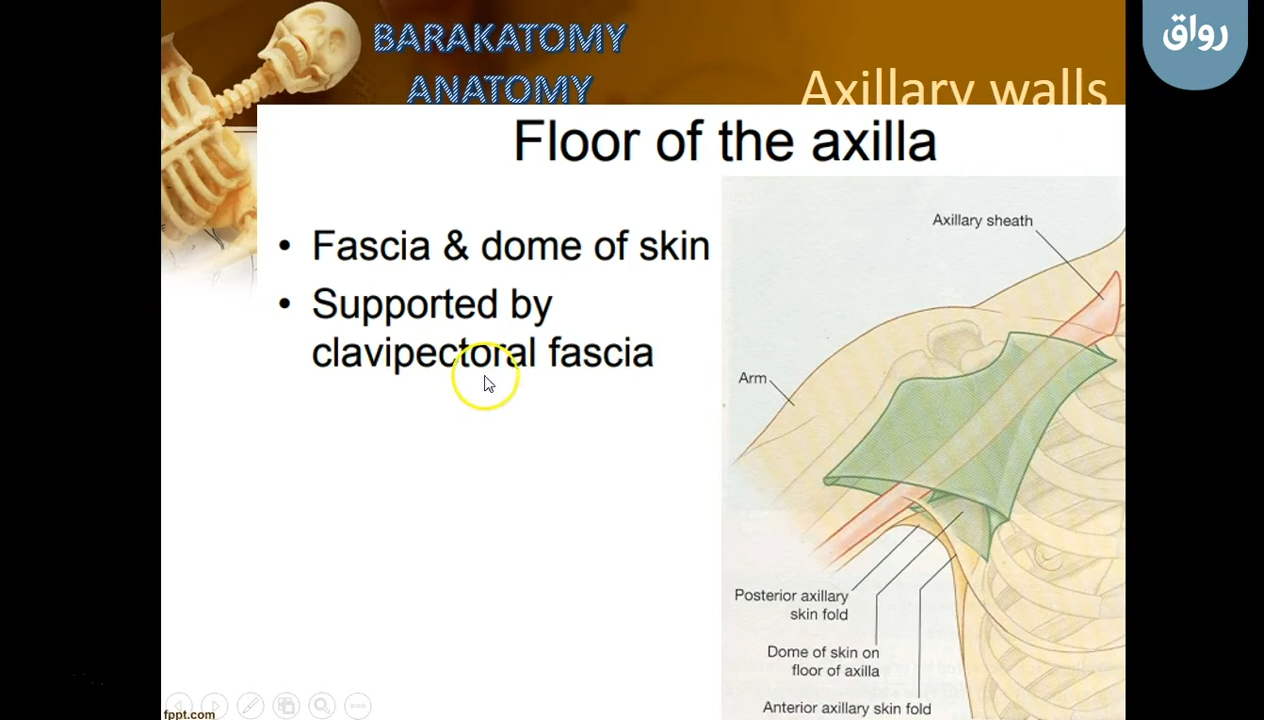 BARAKATOMY
ANATOMY
رواق
Axillary walls
Floor of the axilla
• Fascia & dome of skin
• Supported by
clavipectoral fascia
Axillary sheath
Arm
Posterior axillary
skin fold
Dome of skin on
floor of axilla
Anterior axillary skin fold
fppt.com